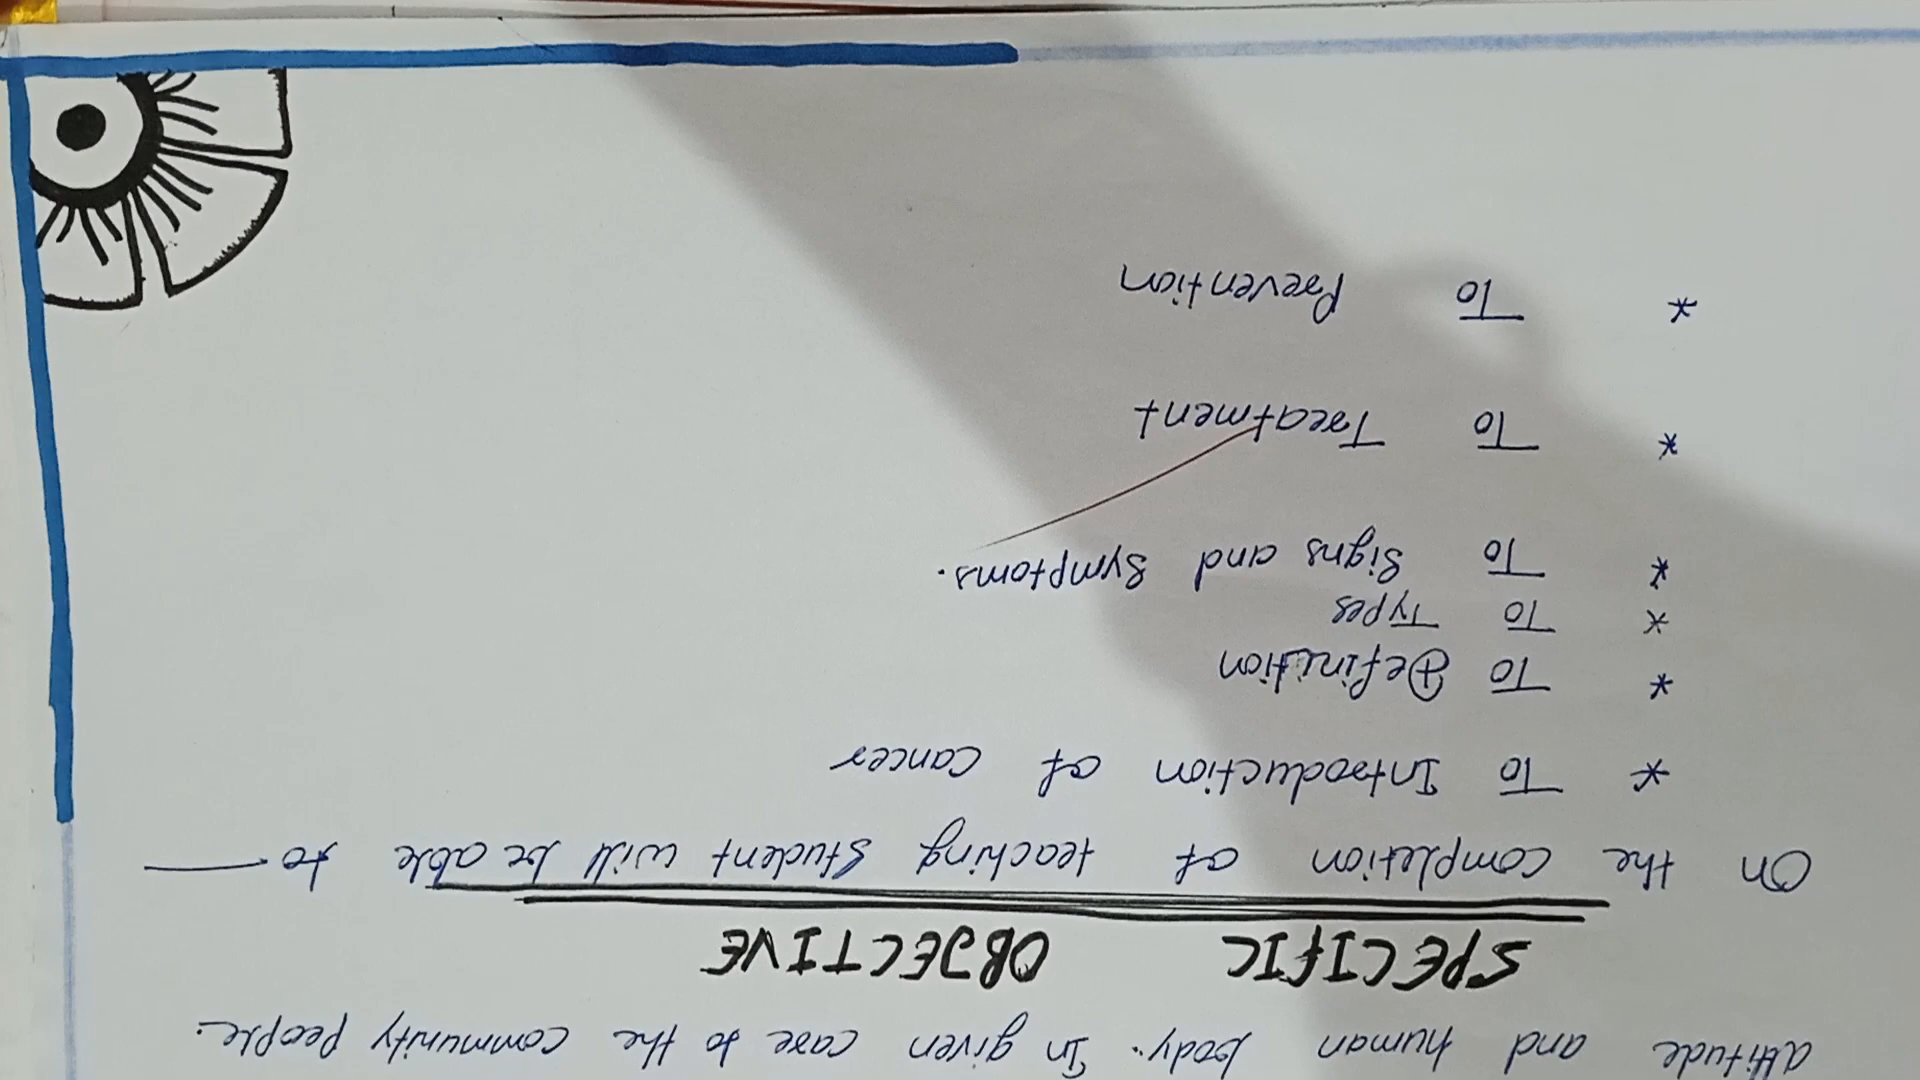 attitude and human body. In given care to the community people.
SPECIFIC OBJECTIVE
On the completion of teaching student will be able to
* To Introduction of cancer
* To Definition
* To Types
* To Signs and Symptoms.
* To Treatment
* To Prevention